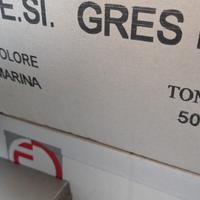 E.SI. GRES
OLORE
MARINA TON
50